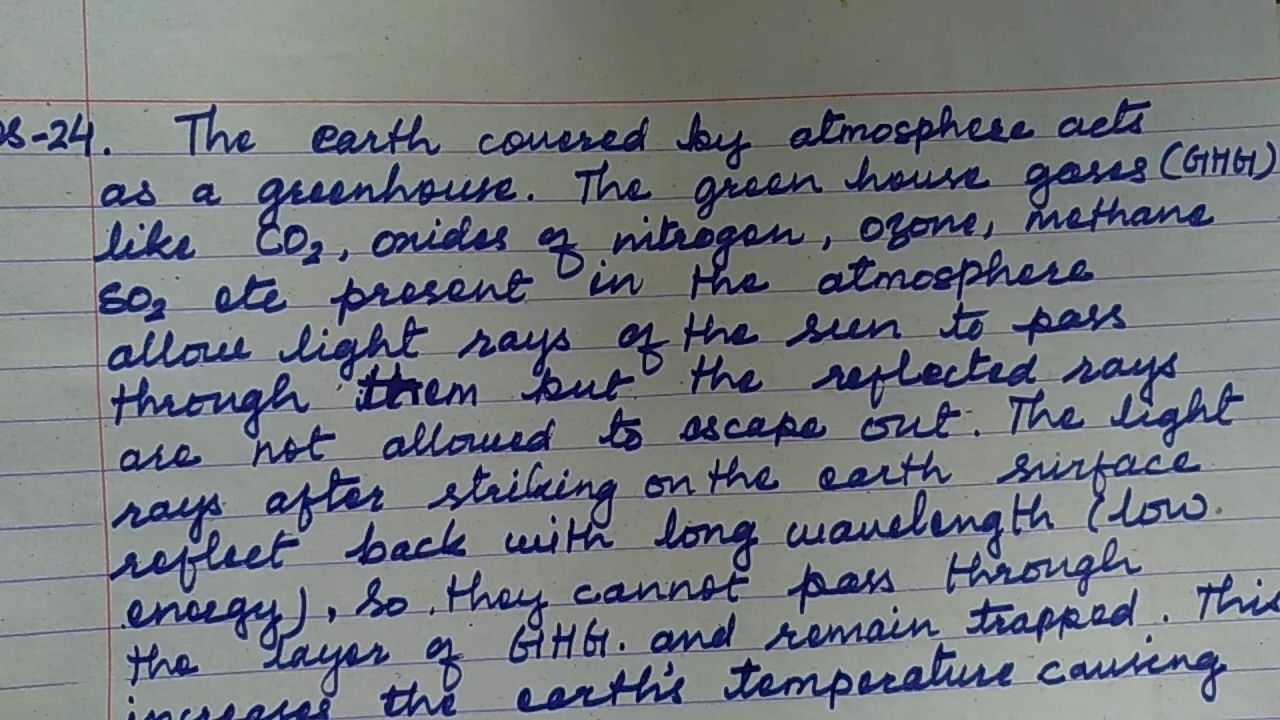 08-24. The earth covered by atmosphere acts
as a greenhouse. The green house gases (GHG)
like CO2, oxides of nitrogen, ozone, methane
SO2 etc present in the atmosphere
allow light rays of the sun to pass
through them but the reflected rays
are not allowed to escape out. The light
rays after striking on the earth surface
reflect back with long wavelength (low
energy), so they cannot pass through
the layer of GHG. and remain trapped. This
increases the earth's temperature causing